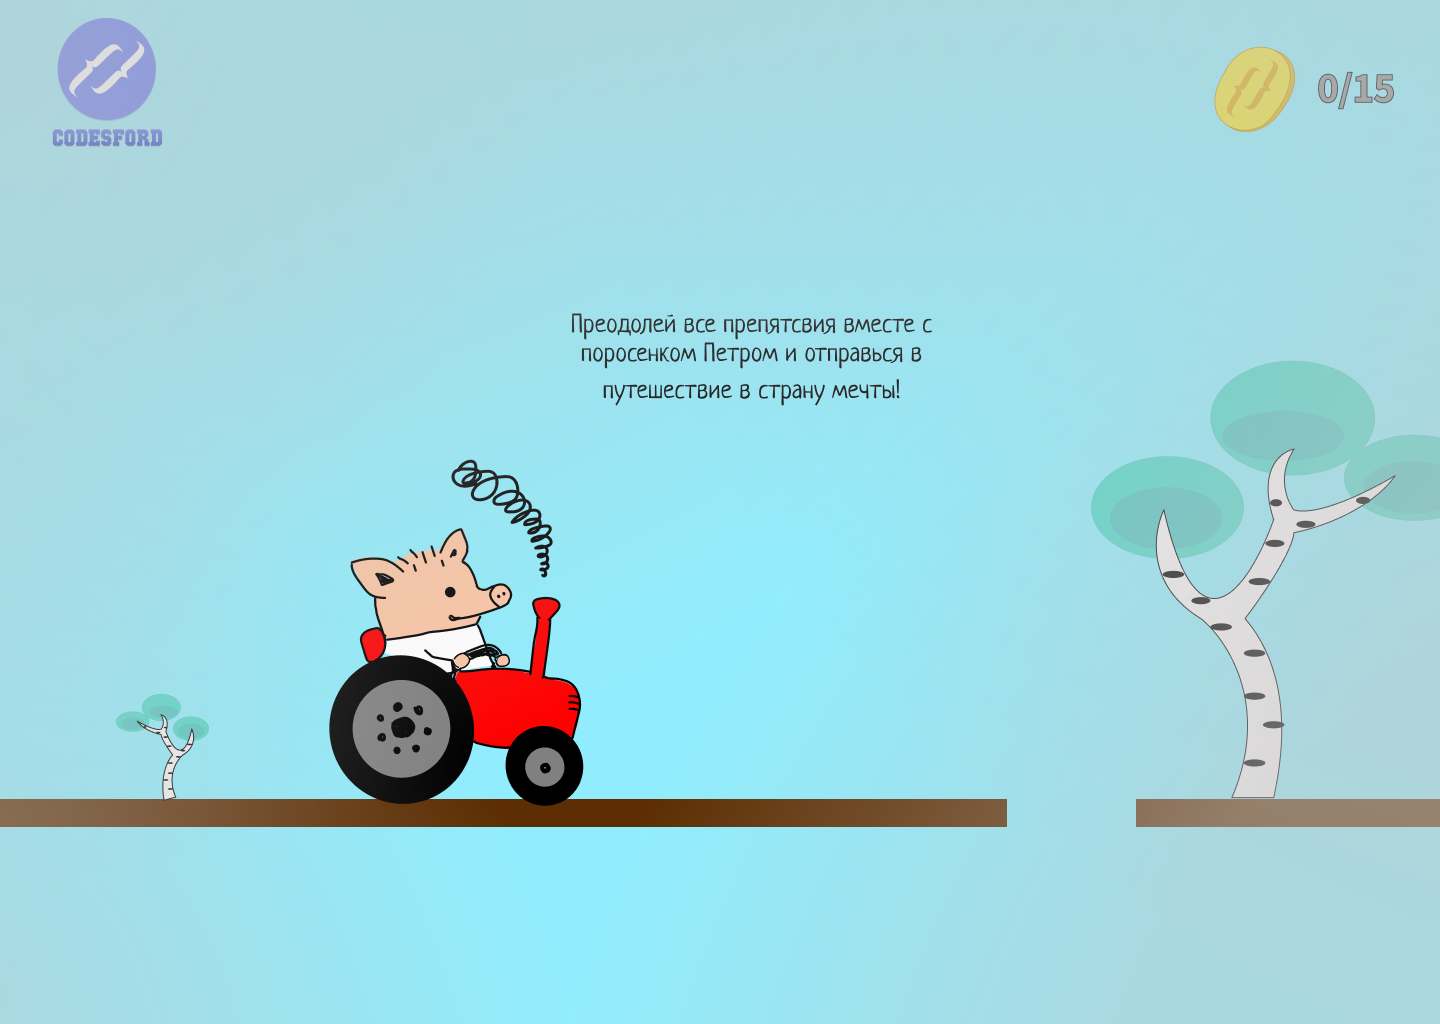 CODESFORD
0/15
Преодолей все препятсвия вместе с
поросенком Петром и отправься в
путешествие в страну мечты!